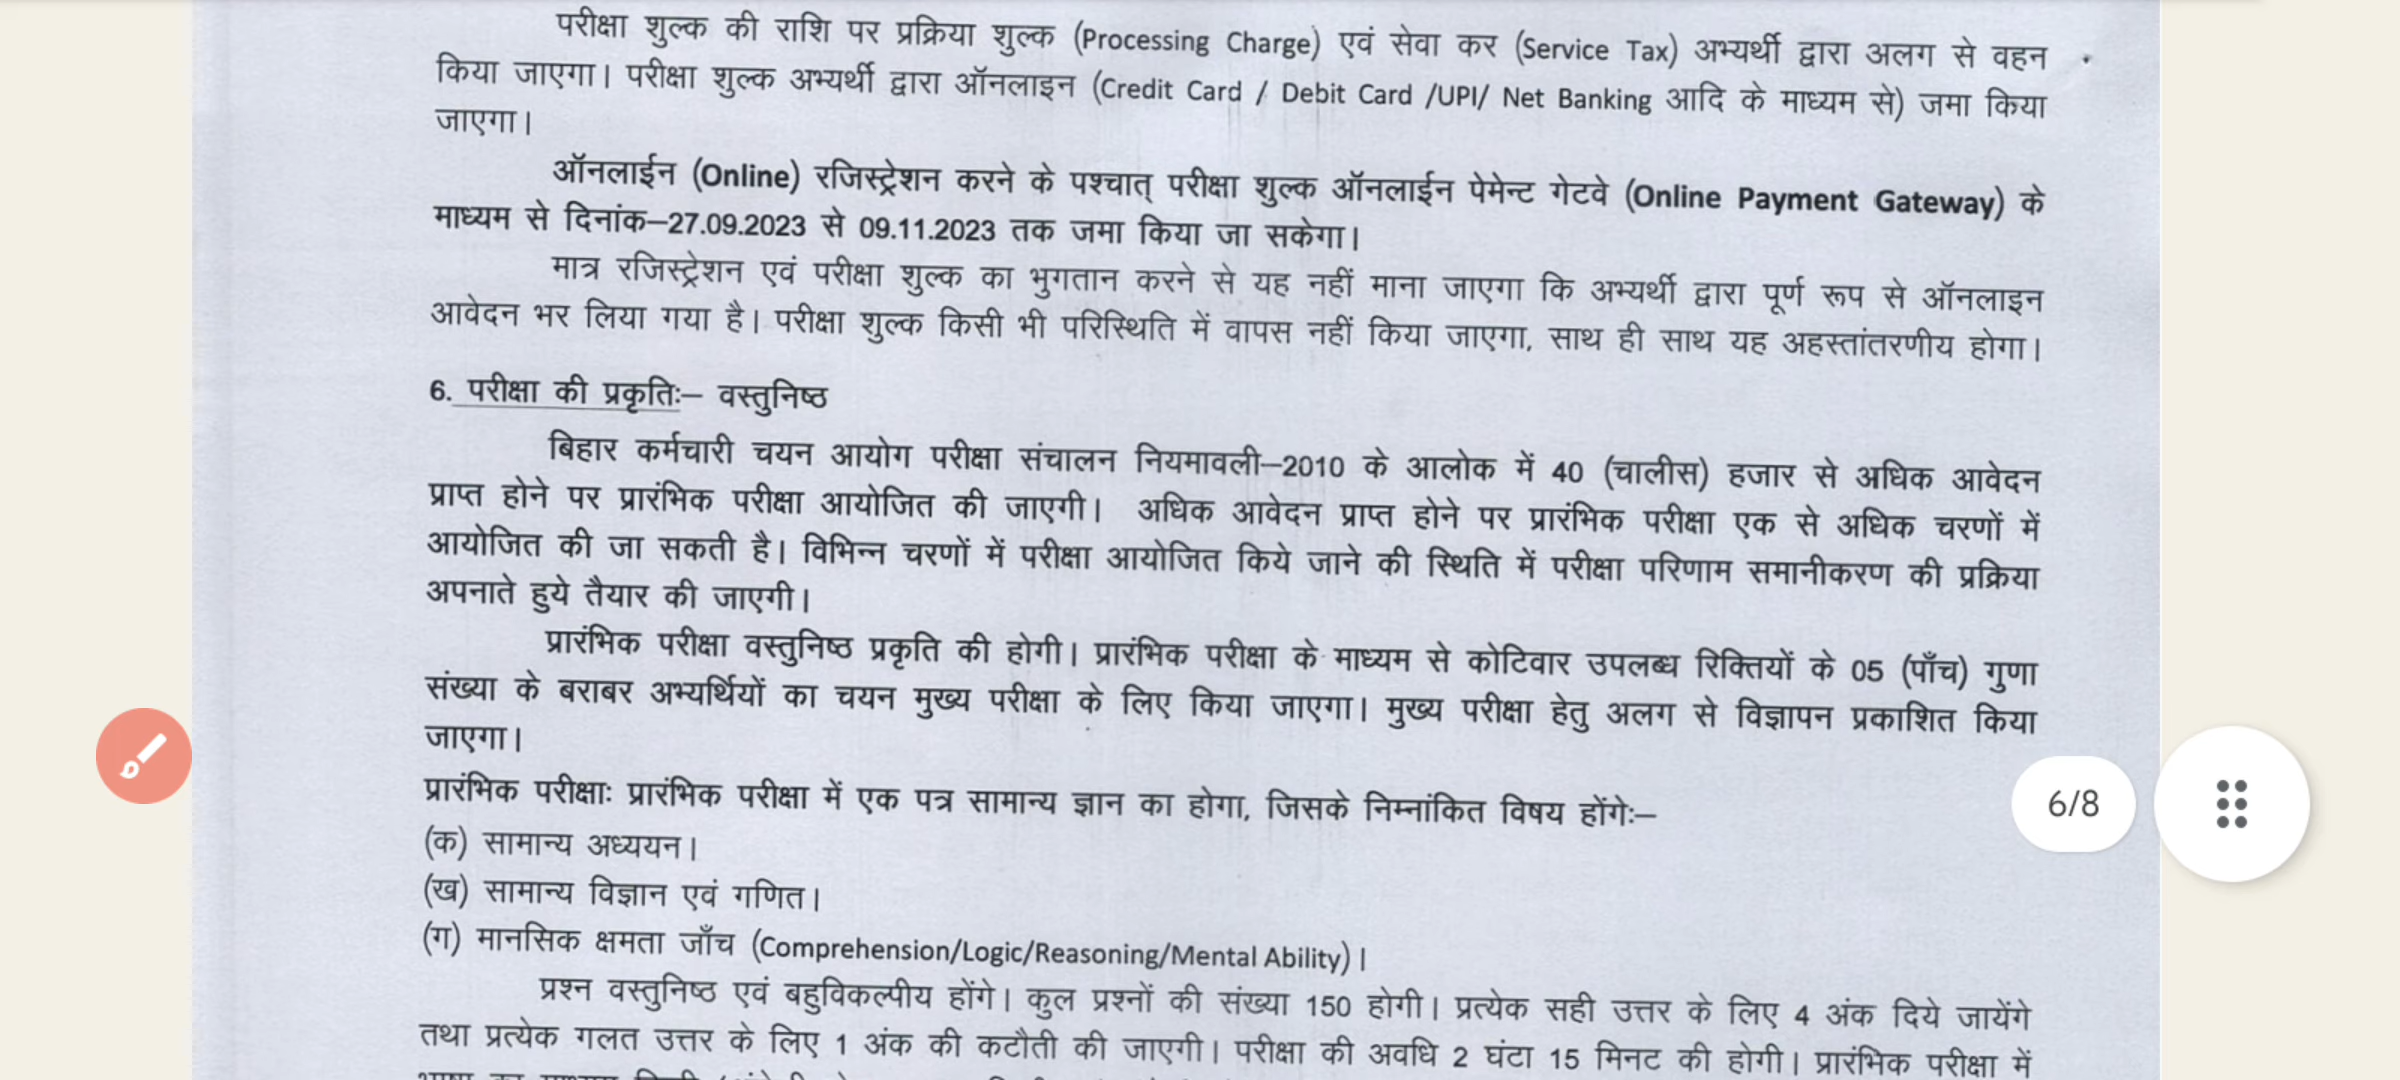 परीक्षा शुल्क की राशि पर प्रक्रिया शुल्क (Processing Charge) एवं सेवा कर (Service Tax) अभ्यर्थी द्वारा अलग से वहन
किया जाएगा। परीक्षा शुल्क अभ्यर्थी द्वारा ऑनलाइन (Credit Card / Debit Card /UPI/ Net Banking आदि के माध्यम से) जमा किया
जाएगा।
ऑनलाईन (Online) रजिस्ट्रेशन करने के पश्चात् परीक्षा शुल्क ऑनलाईन पेमेन्ट गेटवे (Online Payment Gateway) के
माध्यम से दिनांक–27.09.2023 से 09.11.2023 तक जमा किया जा सकेगा।
मात्र रजिस्ट्रेशन एवं परीक्षा शुल्क का भुगतान करने से यह नहीं माना जाएगा कि अभ्यर्थी द्वारा पूर्ण रूप से ऑनलाइन
आवेदन भर लिया गया है। परीक्षा शुल्क किसी भी परिस्थिति में वापस नहीं किया जाएगा, साथ ही साथ यह अहस्तांतरणीय होगा।
6. परीक्षा की प्रकृतिः– वस्तुनिष्ठ
बिहार कर्मचारी चयन आयोग परीक्षा संचालन नियमावली–2010 के आलोक में 40 (चालीस) हजार से अधिक आवेदन
प्राप्त होने पर प्रारंभिक परीक्षा आयोजित की जाएगी। अधिक आवेदन प्राप्त होने पर प्रारंभिक परीक्षा एक से अधिक चरणों में
आयोजित की जा सकती है। विभिन्न चरणों में परीक्षा आयोजित किये जाने की स्थिति में परीक्षा परिणाम समानीकरण की प्रक्रिया
अपनाते हुये तैयार की जाएगी।
प्रारंभिक परीक्षा वस्तुनिष्ठ प्रकृति की होगी। प्रारंभिक परीक्षा के माध्यम से कोटिवार उपलब्ध रिक्तियों के 05 (पाँच) गुणा
संख्या के बराबर अभ्यर्थियों का चयन मुख्य परीक्षा के लिए किया जाएगा। मुख्य परीक्षा हेतु अलग से विज्ञापन प्रकाशित किया
जाएगा।
प्रारंभिक परीक्षाः प्रारंभिक परीक्षा में एक पत्र सामान्य ज्ञान का होगा, जिसके निम्नांकित विषय होंगेः–
(क) सामान्य अध्ययन।
(ख) सामान्य विज्ञान एवं गणित।
6/8
(ग) मानसिक क्षमता जाँच (Comprehension/Logic/Reasoning/Mental Ability)।
प्रश्न वस्तुनिष्ठ एवं बहुविकल्पीय होंगे। कुल प्रश्नों की संख्या 150 होगी। प्रत्येक सही उत्तर के लिए 4 अंक दिये जायेंगे
तथा प्रत्येक गलत उत्तर के लिए 1 अंक की कटौती की जाएगी। परीक्षा की अवधि 2 घंटा 15 मिनट की होगी। प्रारंभिक परीक्षा में